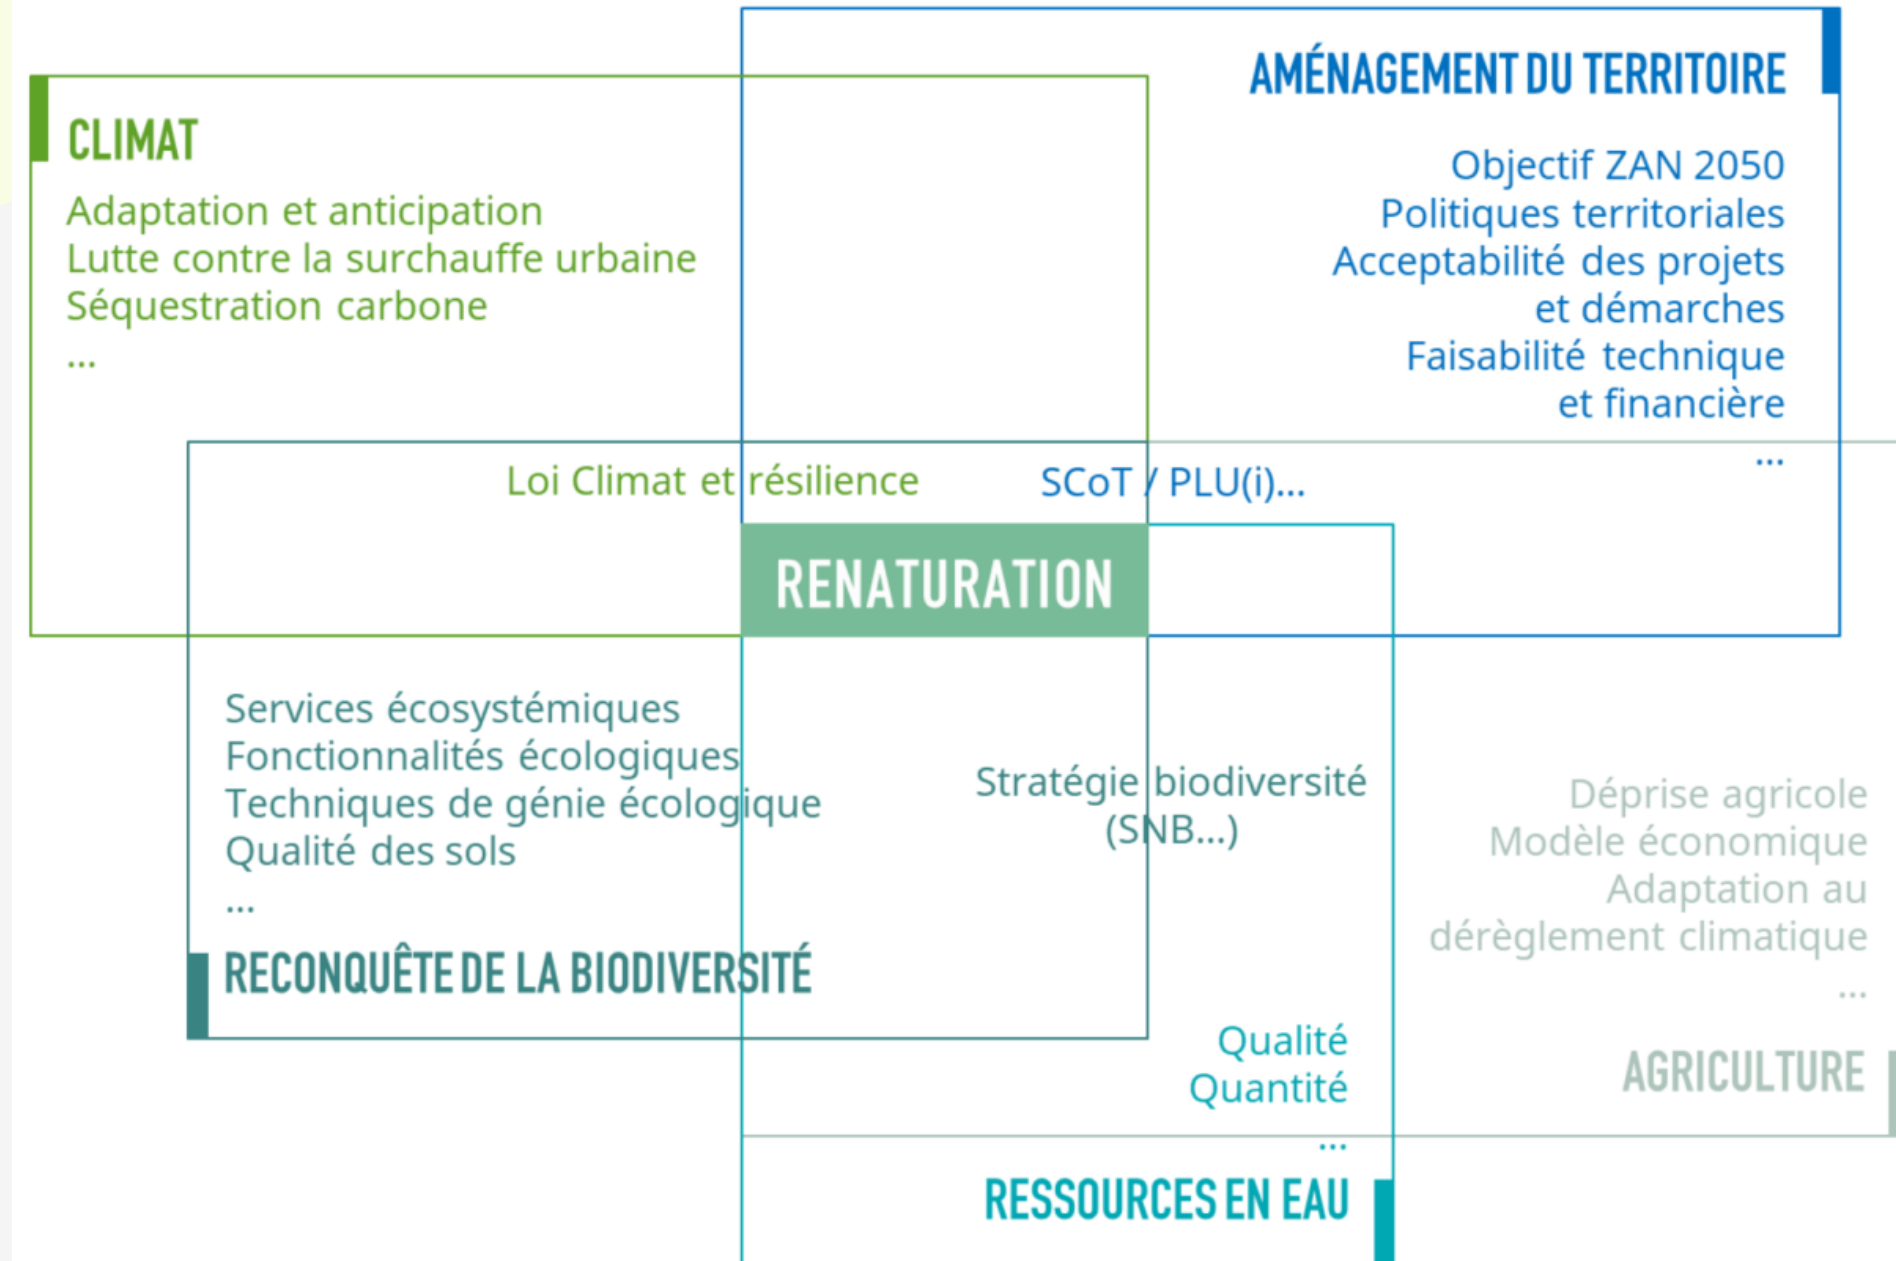 AMÉNAGEMENT DU TERRITOIRE
Objectif ZAN 2050
Politiques territoriales
Acceptabilité des projets
et démarches
Faisabilité technique
et financière
...
CLIMAT
Adaptation et anticipation
Lutte contre la surchauffe urbaine
Séquestration carbone
...
Loi Climat et résilience
SCoT / PLU(i)...
RENATURATION
Services écosystémiques
Fonctionnalités écologiques
Techniques de génie écologique
Qualité des sols
...
RECONQUÊTE DE LA BIODIVERSITÉ
Stratégie biodiversité
(SNB...)
Déprise agricole
Modèle économique
Adaptation au
dérèglement climatique
...
AGRICULTURE
Qualité
Quantité
...
RESSOURCES EN EAU